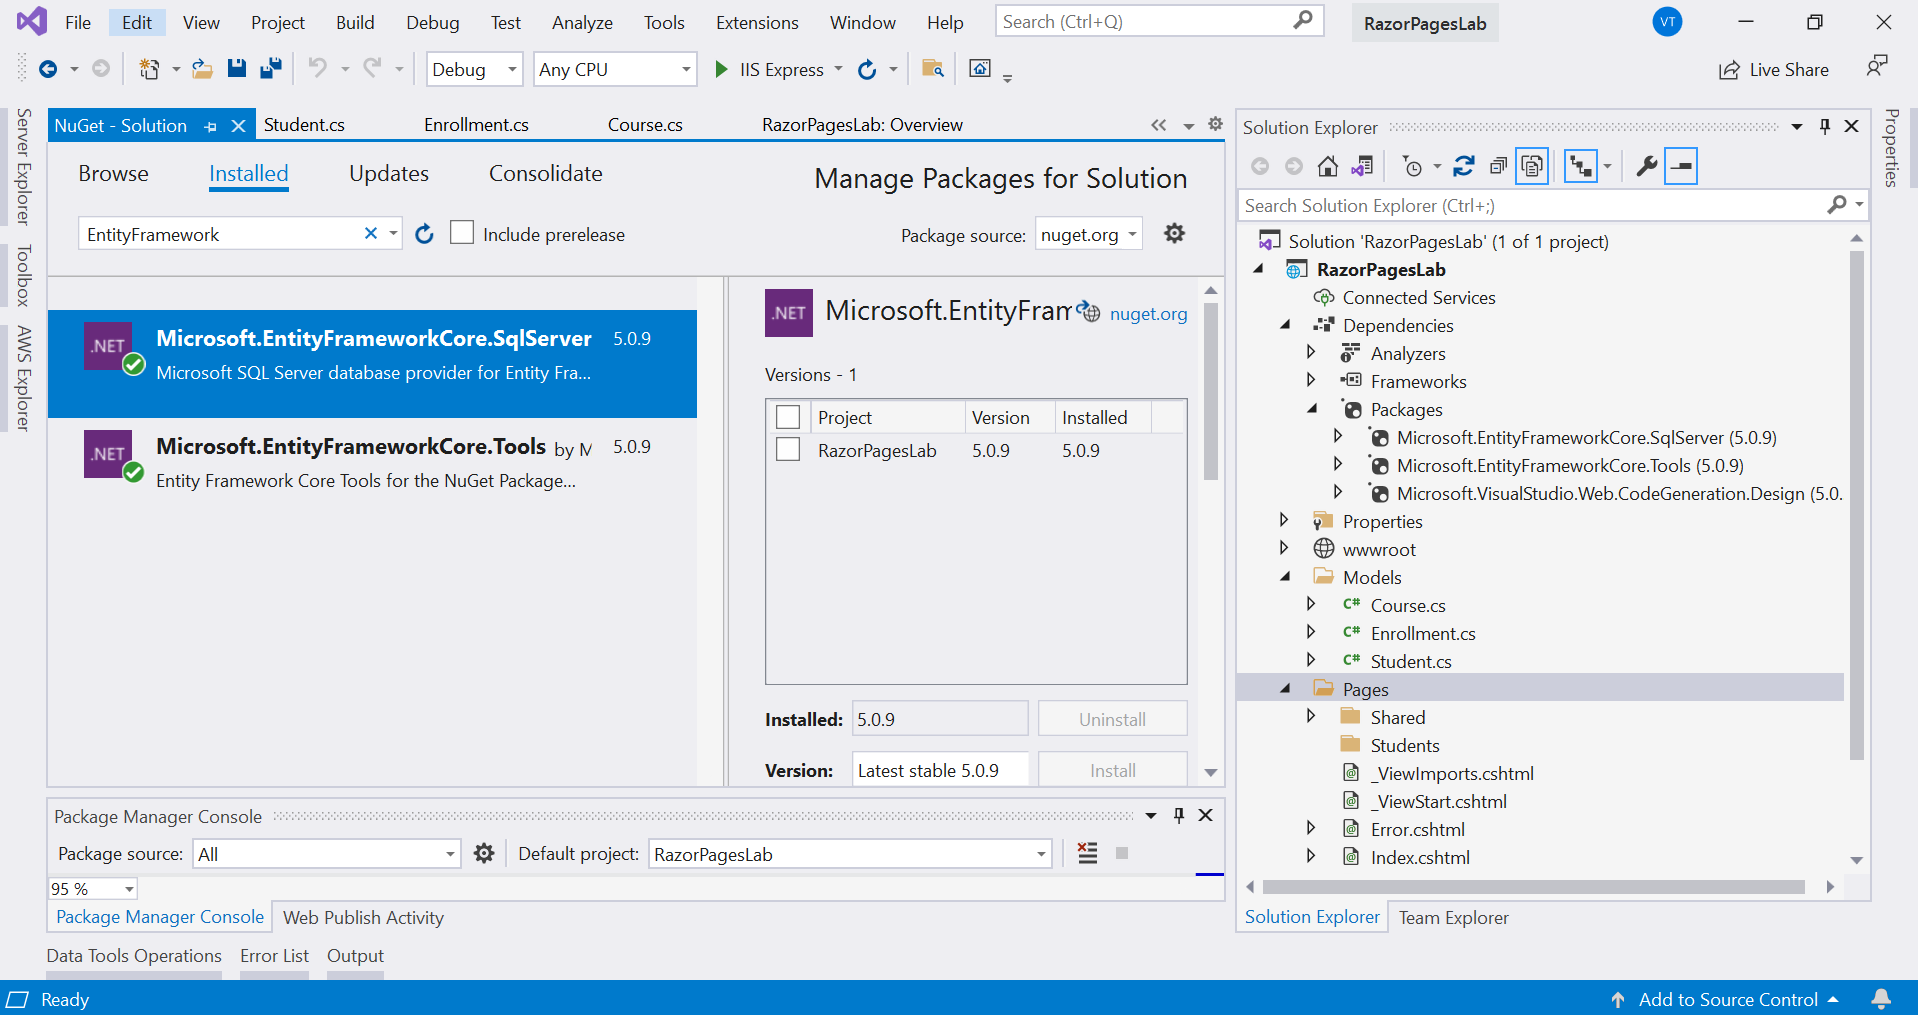 File Edit View Project Build Debug Test Analyze Tools Extensions Window Help Search (Ctrl+Q) RazorPagesLab VT
Debug Any CPU IIS Express Live Share
Server Explorer
Toolbox
AWS Explorer
NuGet - Solution Student.cs Enrollment.cs Course.cs RazorPagesLab: Overview
Browse Installed Updates Consolidate
Manage Packages for Solution
EntityFramework Include prerelease Package source: nuget.org
.NET Microsoft.EntityFrameworkCore.SqlServer 5.0.9
Microsoft SQL Server database provider for Entity Fra...
.NET Microsoft.EntityFrameworkCore.Tools by M 5.0.9
Entity Framework Core Tools for the NuGet Package...
.NET Microsoft.EntityFram nuget.org
Versions - 1
Project Version Installed
RazorPagesLab 5.0.9 5.0.9
Installed: 5.0.9 Uninstall
Version: Latest stable 5.0.9 Install
Package Manager Console
Package source: All Default project: RazorPagesLab
95 %
Package Manager Console Web Publish Activity
Data Tools Operations Error List Output
Solution Explorer
Search Solution Explorer (Ctrl+;)
Solution 'RazorPagesLab' (1 of 1 project)
RazorPagesLab
Connected Services
Dependencies
Analyzers
Frameworks
Packages
Microsoft.EntityFrameworkCore.SqlServer (5.0.9)
Microsoft.EntityFrameworkCore.Tools (5.0.9)
Microsoft.VisualStudio.Web.CodeGeneration.Design (5.0.
Properties
wwwroot
Models
C# Course.cs
C# Enrollment.cs
C# Student.cs
Pages
Shared
Students
_ViewImports.cshtml
_ViewStart.cshtml
Error.cshtml
Index.cshtml
Solution Explorer Team Explorer
Properties
Ready Add to Source Control